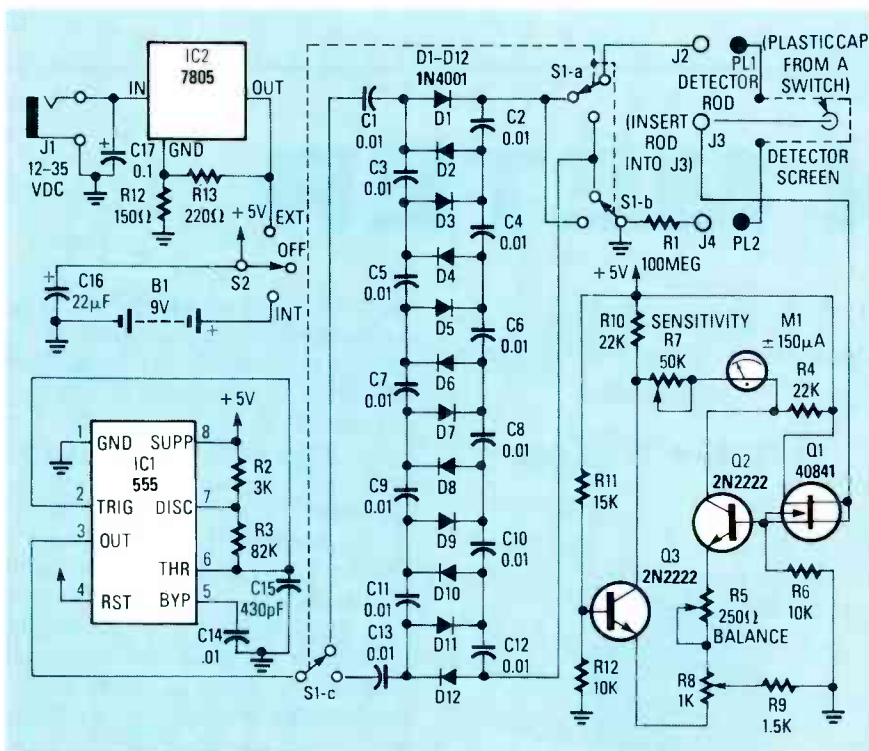 IC2
7805
IN
OUT
GND
J1
12–35
VDC
C17
0.1
R12
150Ω
R13
220Ω
+5V
EXT
OFF
INT
S2
C16
22µF
B1
9V
+
+
+
+5V
1
GND
SUPP
8
IC1
555
2
TRIG
DISC
7
3
OUT
THR
6
4
RST
BYP
5
R2
3K
R3
82K
C15
430pF
C14
.01
S1-c
D1–D12
1N4001
C1
0.01
D1
C2
0.01
C3
0.01
D2
D3
C4
0.01
C5
0.01
D4
D5
C6
0.01
C7
0.01
D6
D7
C8
0.01
C9
0.01
D8
D9
C10
0.01
C11
0.01
D10
C13
0.01
D11
C12
0.01
D12
S1-a
S1-b
J2
PL1
DETECTOR
ROD
(PLASTIC CAP
FROM A
SWITCH)
(INSERT
ROD
INTO J3)
J3
DETECTOR
SCREEN
R1
100MEG
J4
PL2
+5V
R10
22K
SENSITIVITY
R7
50K
M1
±150µA
R4
22K
R11
15K
Q2
2N2222
Q1
40841
Q3
2N2222
R5
250Ω
BALANCE
R6
10K
R12
10K
R8
1K
R9
1.5K